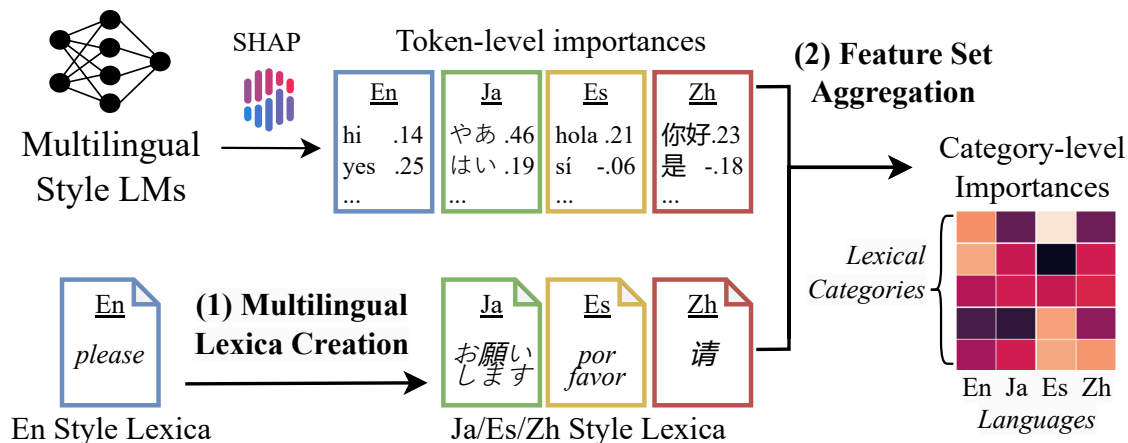 SHAP
Token-level importances
(2) Feature Set
Aggregation
Multilingual
Style LMs
En
hi .14
yes .25
...
Ja
やあ .46
はい .19
...
Es
hola .21
sí -.06
...
Zh
你好.23
是 -.18
...
Category-level
Importances
Lexical
Categories
En Ja Es Zh
Languages
En
please
(1) Multilingual
Lexica Creation
Ja
お願い
します
Es
por
favor
Zh
请
En Style Lexica
Ja/Es/Zh Style Lexica